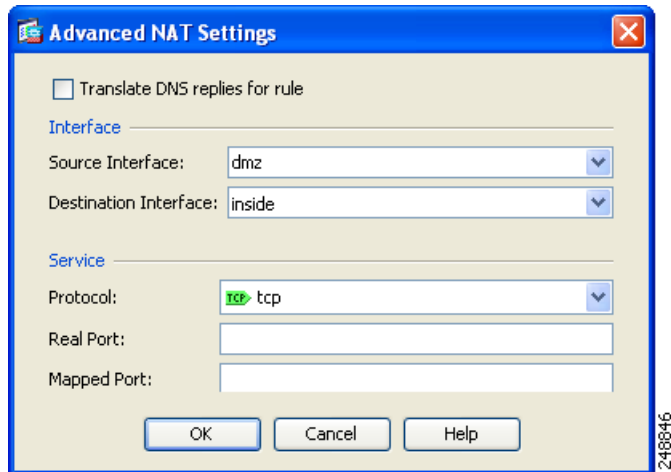 Advanced NAT Settings
Translate DNS replies for rule
Interface
Source Interface: dmz
Destination Interface: inside
Service
Protocol: TCP tcp
Real Port:
Mapped Port:
OK Cancel Help
248846